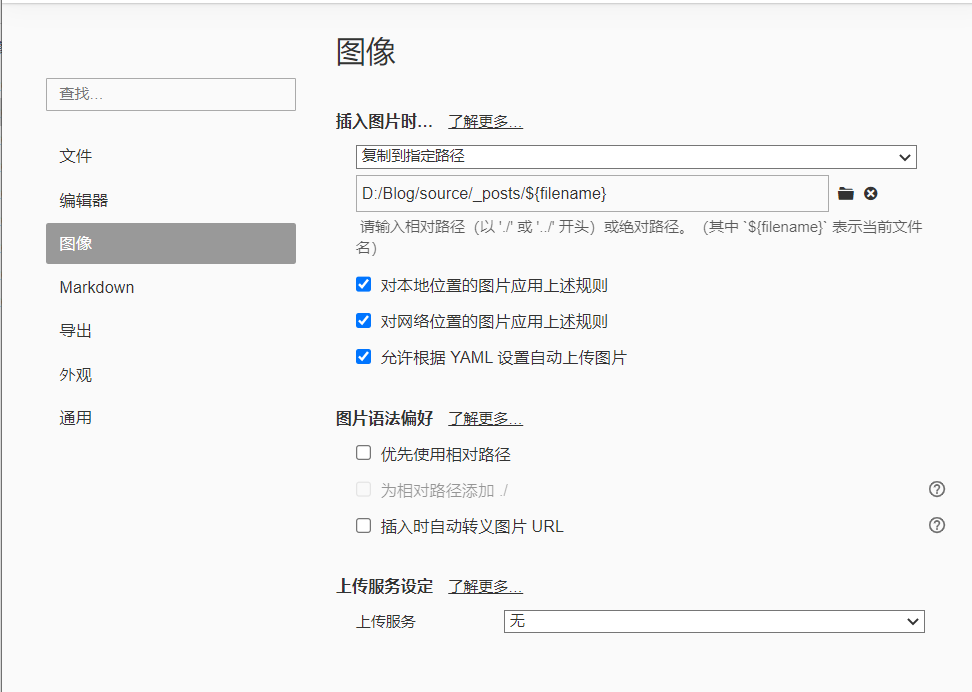 图像
查找...
文件
编辑器
图像
Markdown
导出
外观
通用
插入图片时... 了解更多...
复制到指定路径
D:/Blog/source/_posts/${filename}
请输入相对路径（以 './' 或 '../' 开头）或绝对路径。（其中 `${filename}` 表示当前文件
名）
对本地位置的图片应用上述规则
对网络位置的图片应用上述规则
允许根据 YAML 设置自动上传图片
图片语法偏好 了解更多...
优先使用相对路径
为相对路径添加 ./
插入时自动转义图片 URL
上传服务设定 了解更多...
上传服务 无